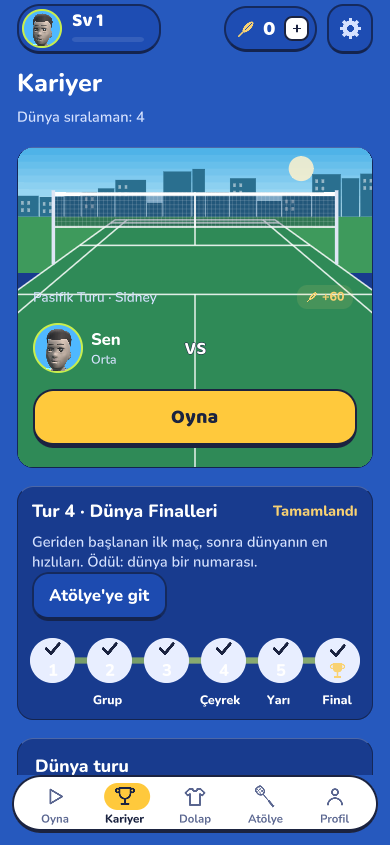 Sv 1
0 +
Kariyer
Dünya sıralaman: 4
Pasifik Turu · Sidney
+60
Sen
Orta
VS
Oyna
Tur 4 · Dünya Finalleri
Tamamlandı
Geriden başlanan ilk maç, sonra dünyanın en
hızlıları. Ödül: dünya bir numarası.
Atölye'ye git
1 2 3 4 5
Grup Çeyrek Yarı Final
Dünya turu
Oyna Kariyer Dolap Atölye Profil